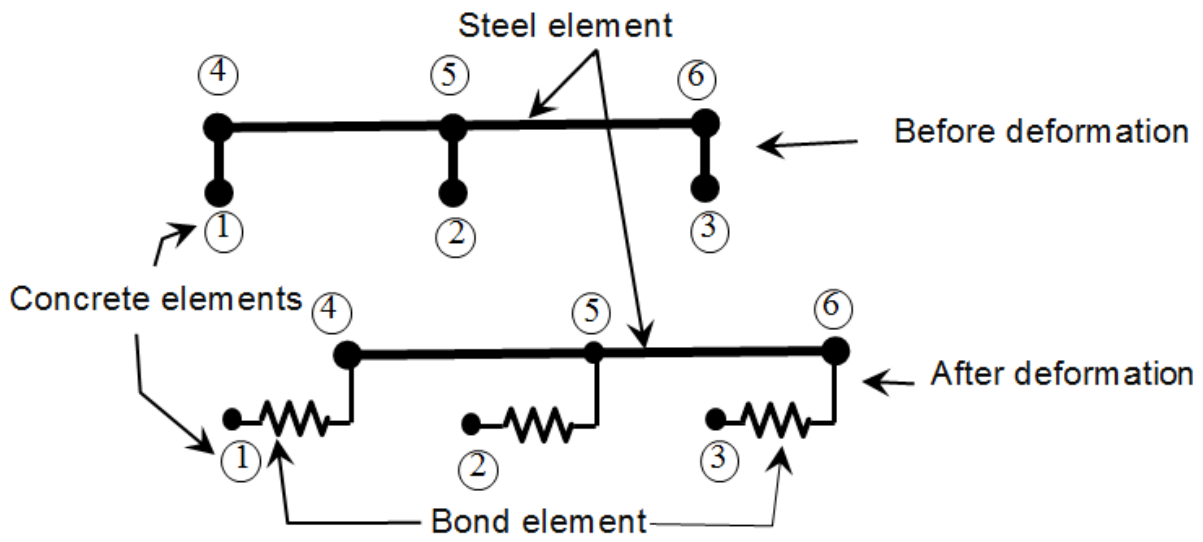 Steel element
4
5
6
Before deformation
1
2
3
Concrete elements
4
5
6
After deformation
1
2
3
Bond element